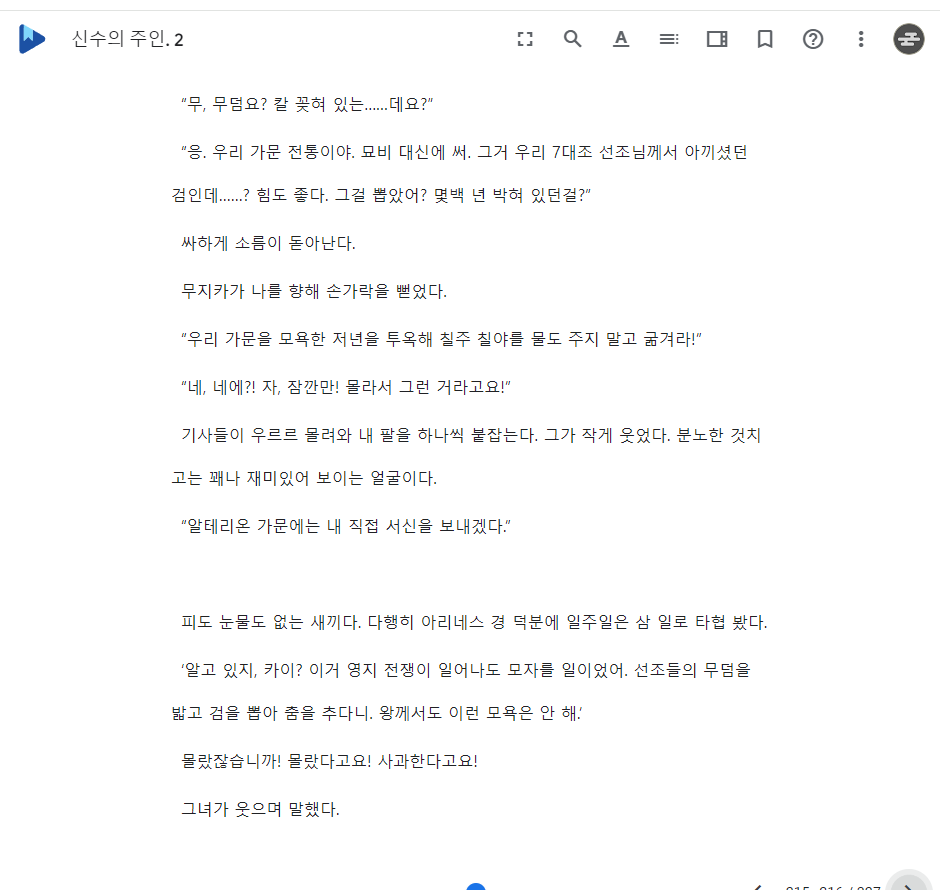 신수의 주인. 2
"무, 무덤요? 칼 꽂혀 있는……데요?"
"응. 우리 가문 전통이야. 묘비 대신에 써. 그거 우리 7대조 선조님께서 아끼셨던
검인데……? 힘도 좋다. 그걸 뽑았어? 몇백 년 박혀 있던걸?"
싸하게 소름이 돋아난다.
무지카가 나를 향해 손가락을 뻗었다.
"우리 가문을 모욕한 저년을 투옥해 칠주 칠야를 물도 주지 말고 굶겨라!"
"네, 네에?! 자, 잠깐만! 몰라서 그런 거라고요!"
기사들이 우르르 몰려와 내 팔을 하나씩 붙잡는다. 그가 작게 웃었다. 분노한 것치
고는 꽤나 재미있어 보이는 얼굴이다.
"알테리온 가문에는 내 직접 서신을 보내겠다."
피도 눈물도 없는 새끼다. 다행히 아리네스 경 덕분에 일주일은 삼 일로 타협 봤다.
'알고 있지, 카이? 이거 영지 전쟁이 일어나도 모자를 일이었어. 선조들의 무덤을
밟고 검을 뽑아 춤을 추다니. 왕께서도 이런 모욕은 안 해.'
몰랐잖습니까! 몰랐다고요! 사과한다고요!
그녀가 웃으며 말했다.